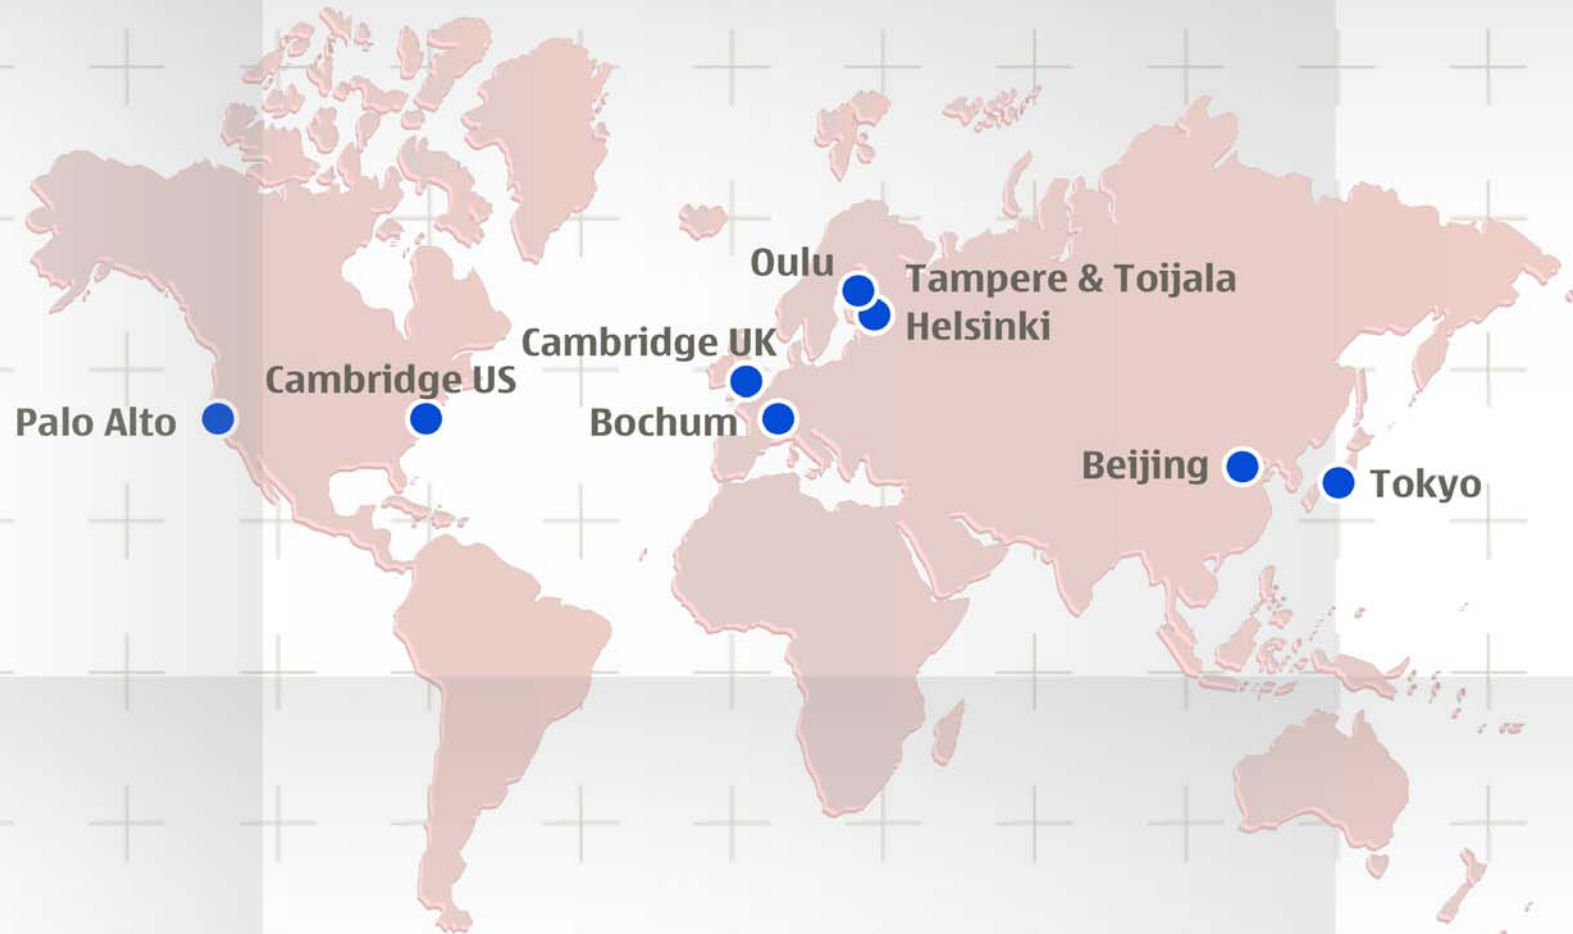 Oulu
Tampere & Toijala
Helsinki
Cambridge UK
Cambridge US
Palo Alto
Bochum
Beijing
Tokyo